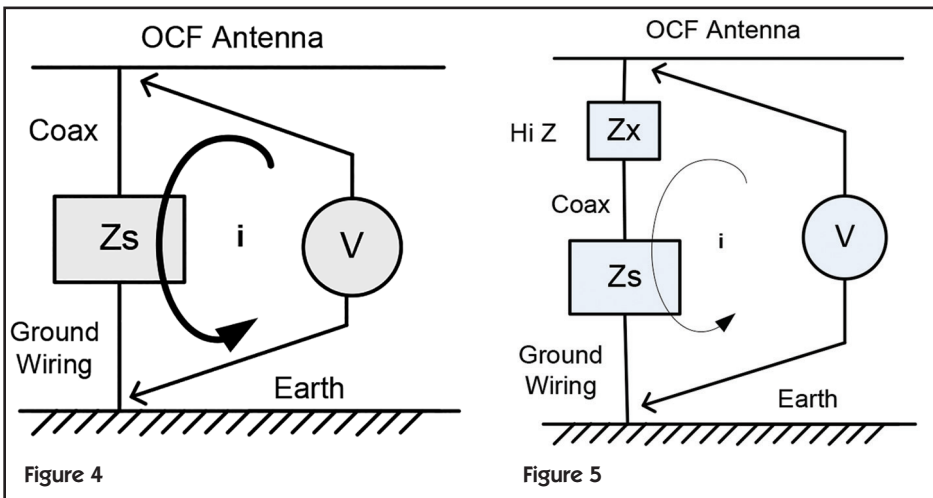 OCF Antenna
Coax
Zs
i
V
Ground
Wiring
Earth
Figure 4
OCF Antenna
Hi Z
Zx
Coax
Zs
i
V
Ground
Wiring
Earth
Figure 5